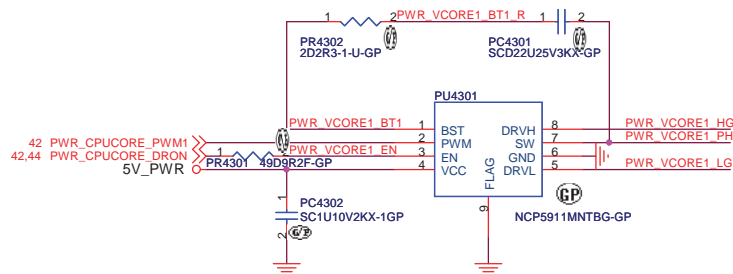 1
2
PWR_VCORE1_BT1_R
1
2
PR4302
2D2R3-1-U-GP
PC4301
SCD22U25V3KX-GP
PU4301
PWR_VCORE1_BT1
1
BST
DRVH
8
PWR_VCORE1_HG
42 PWR_CPUCORE_PWM1
2
PWM
SW
7
PWR_VCORE1_PH
42,44 PWR_CPUCORE_DRON
1
PWR_VCORE1_EN
3
EN
GND
6
5V_PWR
PR4301
49D9R2F-GP
4
VCC
DRVL
5
PWR_VCORE1_LG
FLAG
9
GP
NCP5911MNTBG-GP
1
PC4302
SC1U10V2KX-1GP
2